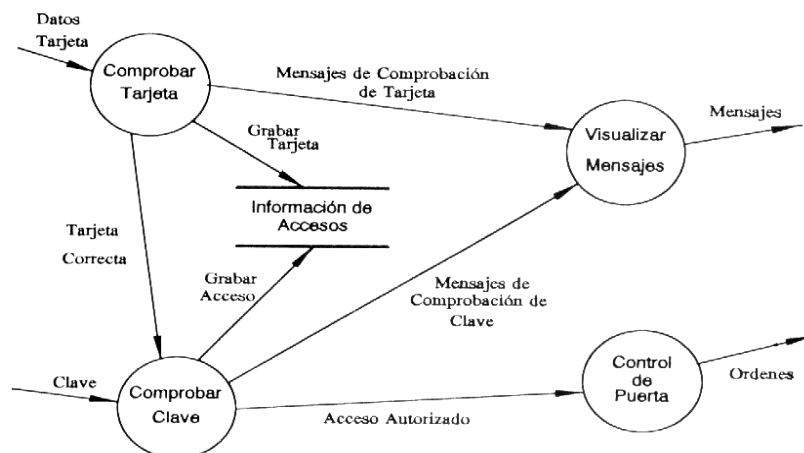 Datos
Tarjeta
Comprobar
Tarjeta
Mensajes de Comprobación
de Tarjeta
Mensajes
Visualizar
Mensajes
Grabar
Tarjeta
Información de
Accesos
Tarjeta
Correcta
Grabar
Acceso
Mensajes de
Comprobación de
Clave
Clave
Comprobar
Clave
Acceso Autorizado
Control
de
Puerta
Ordenes